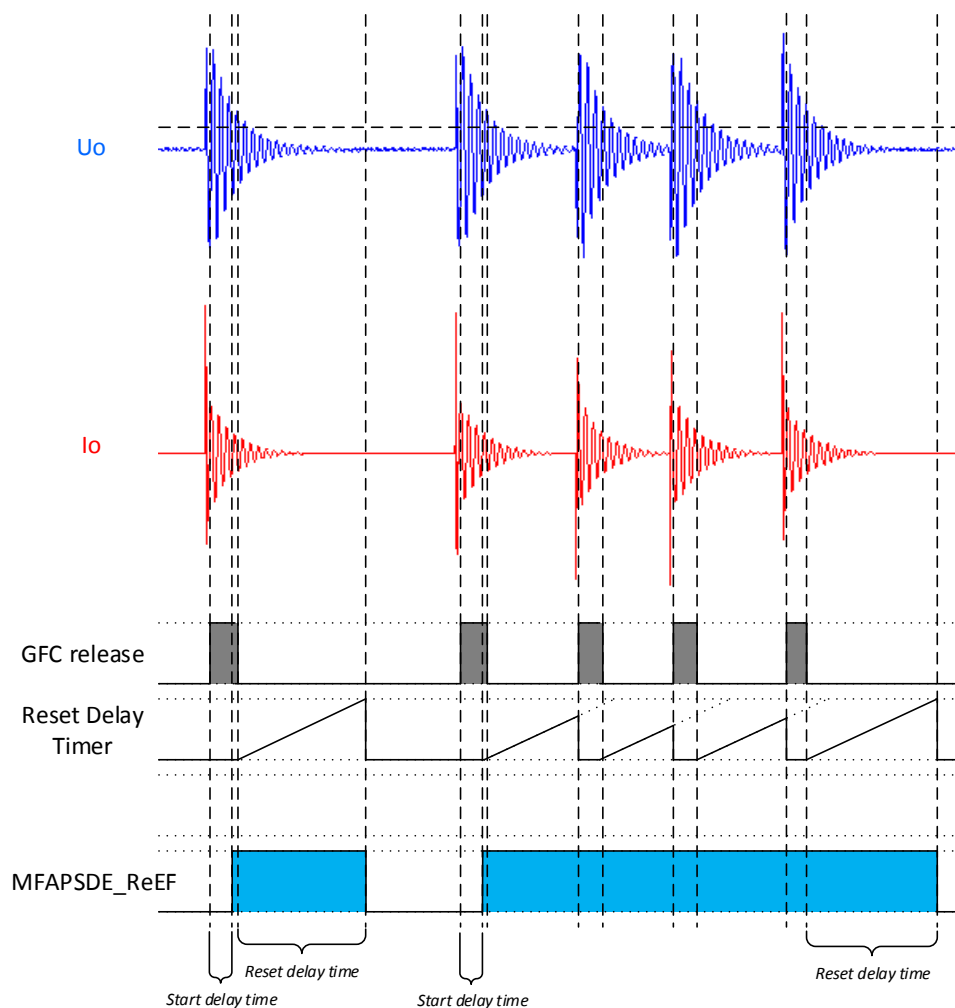 Uo
Io
GFC release
Reset Delay
Timer
MFAPSDE_ReEF
Reset delay time
Reset delay time
Start delay time
Start delay time